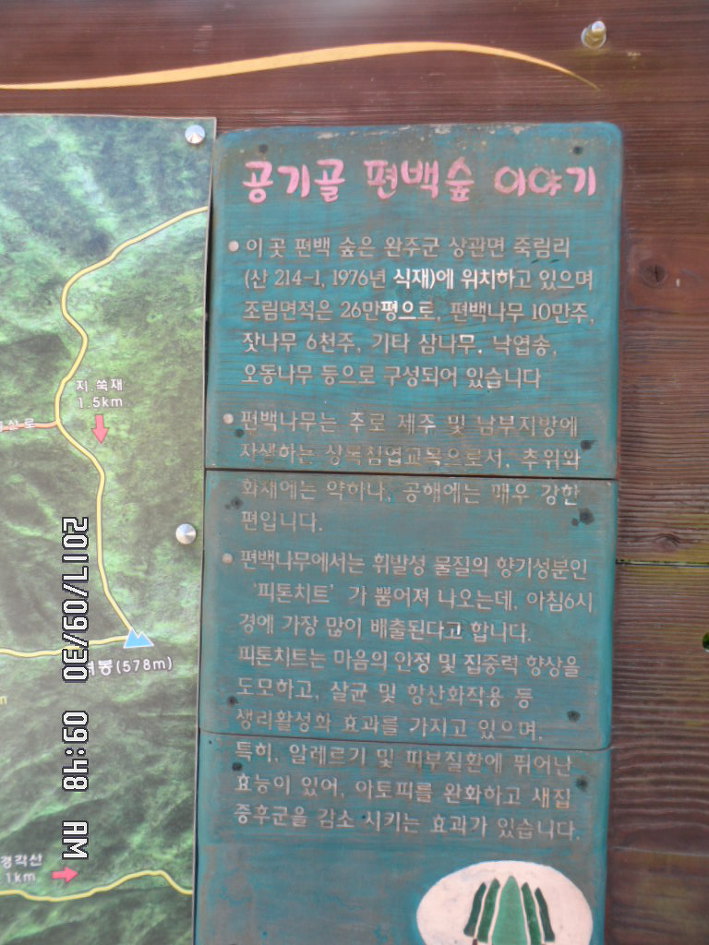 공기골 편백숲 이야기
• 이 곳 편백 숲은 완주군 상관면 죽림리
(산 214-1, 1976년 식재)에 위치하고 있으며
조림면적은 26만평으로, 편백나무 10만주,
잣나무 6천주, 기타 삼나무, 낙엽송,
오동나무 등으로 구성되어 있습니다
• 편백나무는 주로 제주 및 남부지방에
자생하는 상록침엽교목으로서, 추위와
화재에는 약하나, 공해에는 매우 강한
편입니다.
• 편백나무에서는 휘발성 물질의 향기성분인
'피톤치트' 가 뿜어져 나오는데, 아침6시
경에 가장 많이 배출된다고 합니다.
피톤치트는 마음의 안정 및 집중력 향상을
도모하고, 살균 및 항산화작용 등
생리활성화 효과를 가지고 있으며,
특히, 알레르기 및 피부질환에 뛰어난
효능이 있어, 아토피를 완화하고 새집
증후군을 감소 시키는 효과가 있습니다.
지.쑥재
1.5km
봉(578m)
경각산
1km
2017/09/30 09:48 AM